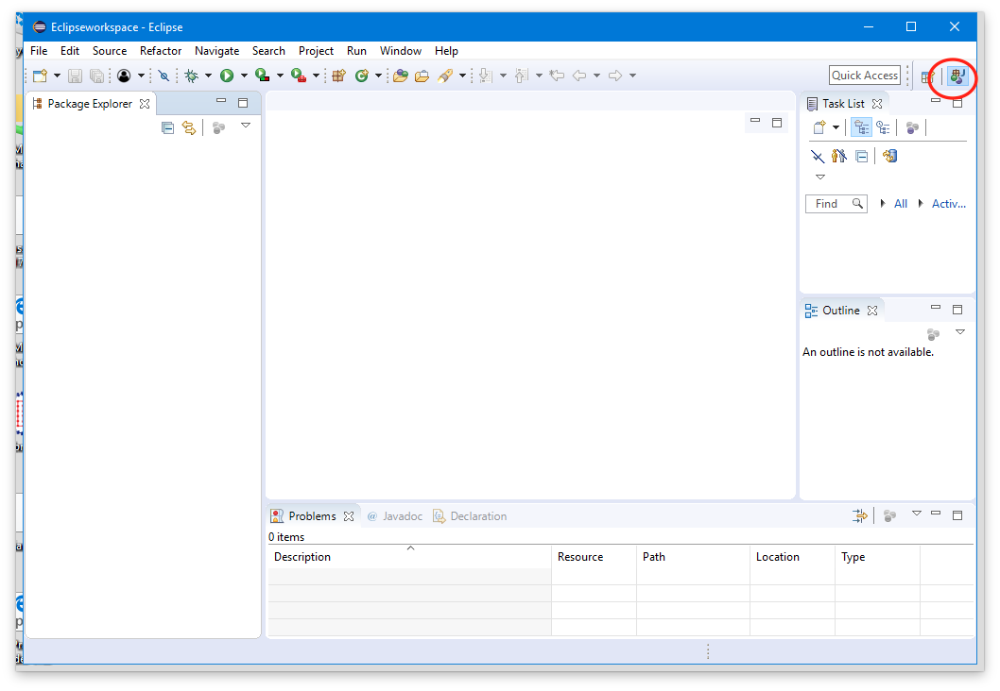 Eclipseworkspace - Eclipse
File Edit Source Refactor Navigate Search Project Run Window Help
Quick Access
Package Explorer
Task List
Find All Activ...
Outline
An outline is not available.
Problems @ Javadoc Declaration
0 items
Description Resource Path Location Type